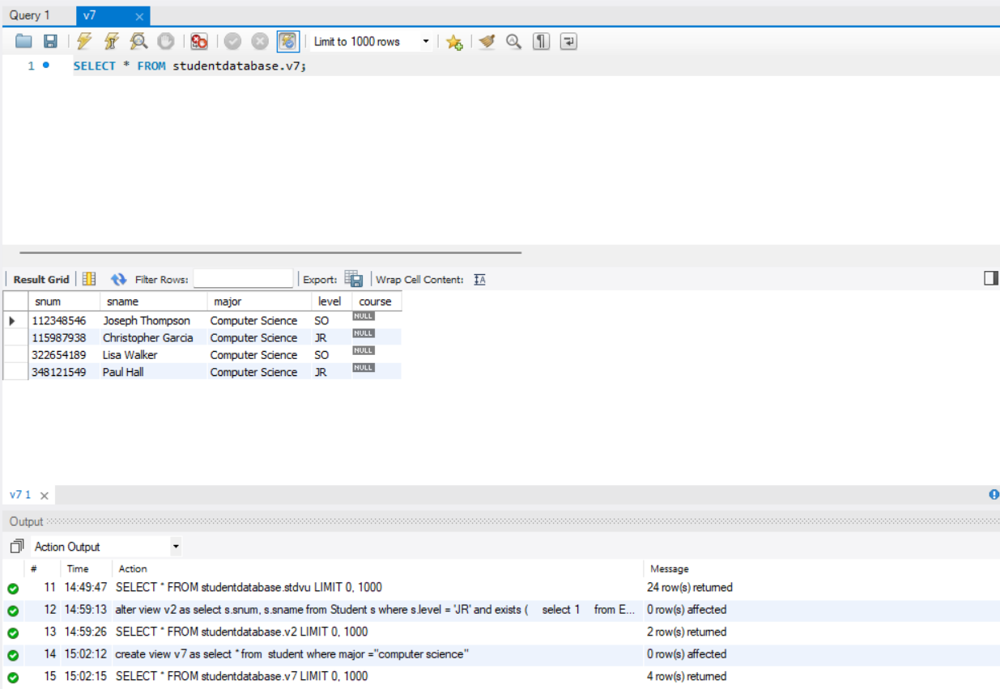 Query 1 v7
Limit to 1000 rows
1 SELECT * FROM studentdatabase.v7;
Result Grid Filter Rows: Export: Wrap Cell Content: IA
snum sname major level course
112348546 Joseph Thompson Computer Science SO NULL
115987938 Christopher Garcia Computer Science JR NULL
322654189 Lisa Walker Computer Science SO NULL
348121549 Paul Hall Computer Science JR NULL
v7 1
Output
Action Output
# Time Action Message
11 14:49:47 SELECT * FROM studentdatabase.stdvu LIMIT 0, 1000 24 row(s) returned
12 14:59:13 alter view v2 as select s.snum, s.sname from Student s where s.level = 'JR' and exists ( select 1 from E... 0 row(s) affected
13 14:59:26 SELECT * FROM studentdatabase.v2 LIMIT 0, 1000 2 row(s) returned
14 15:02:12 create view v7 as select * from student where major ="computer science" 0 row(s) affected
15 15:02:15 SELECT * FROM studentdatabase.v7 LIMIT 0, 1000 4 row(s) returned